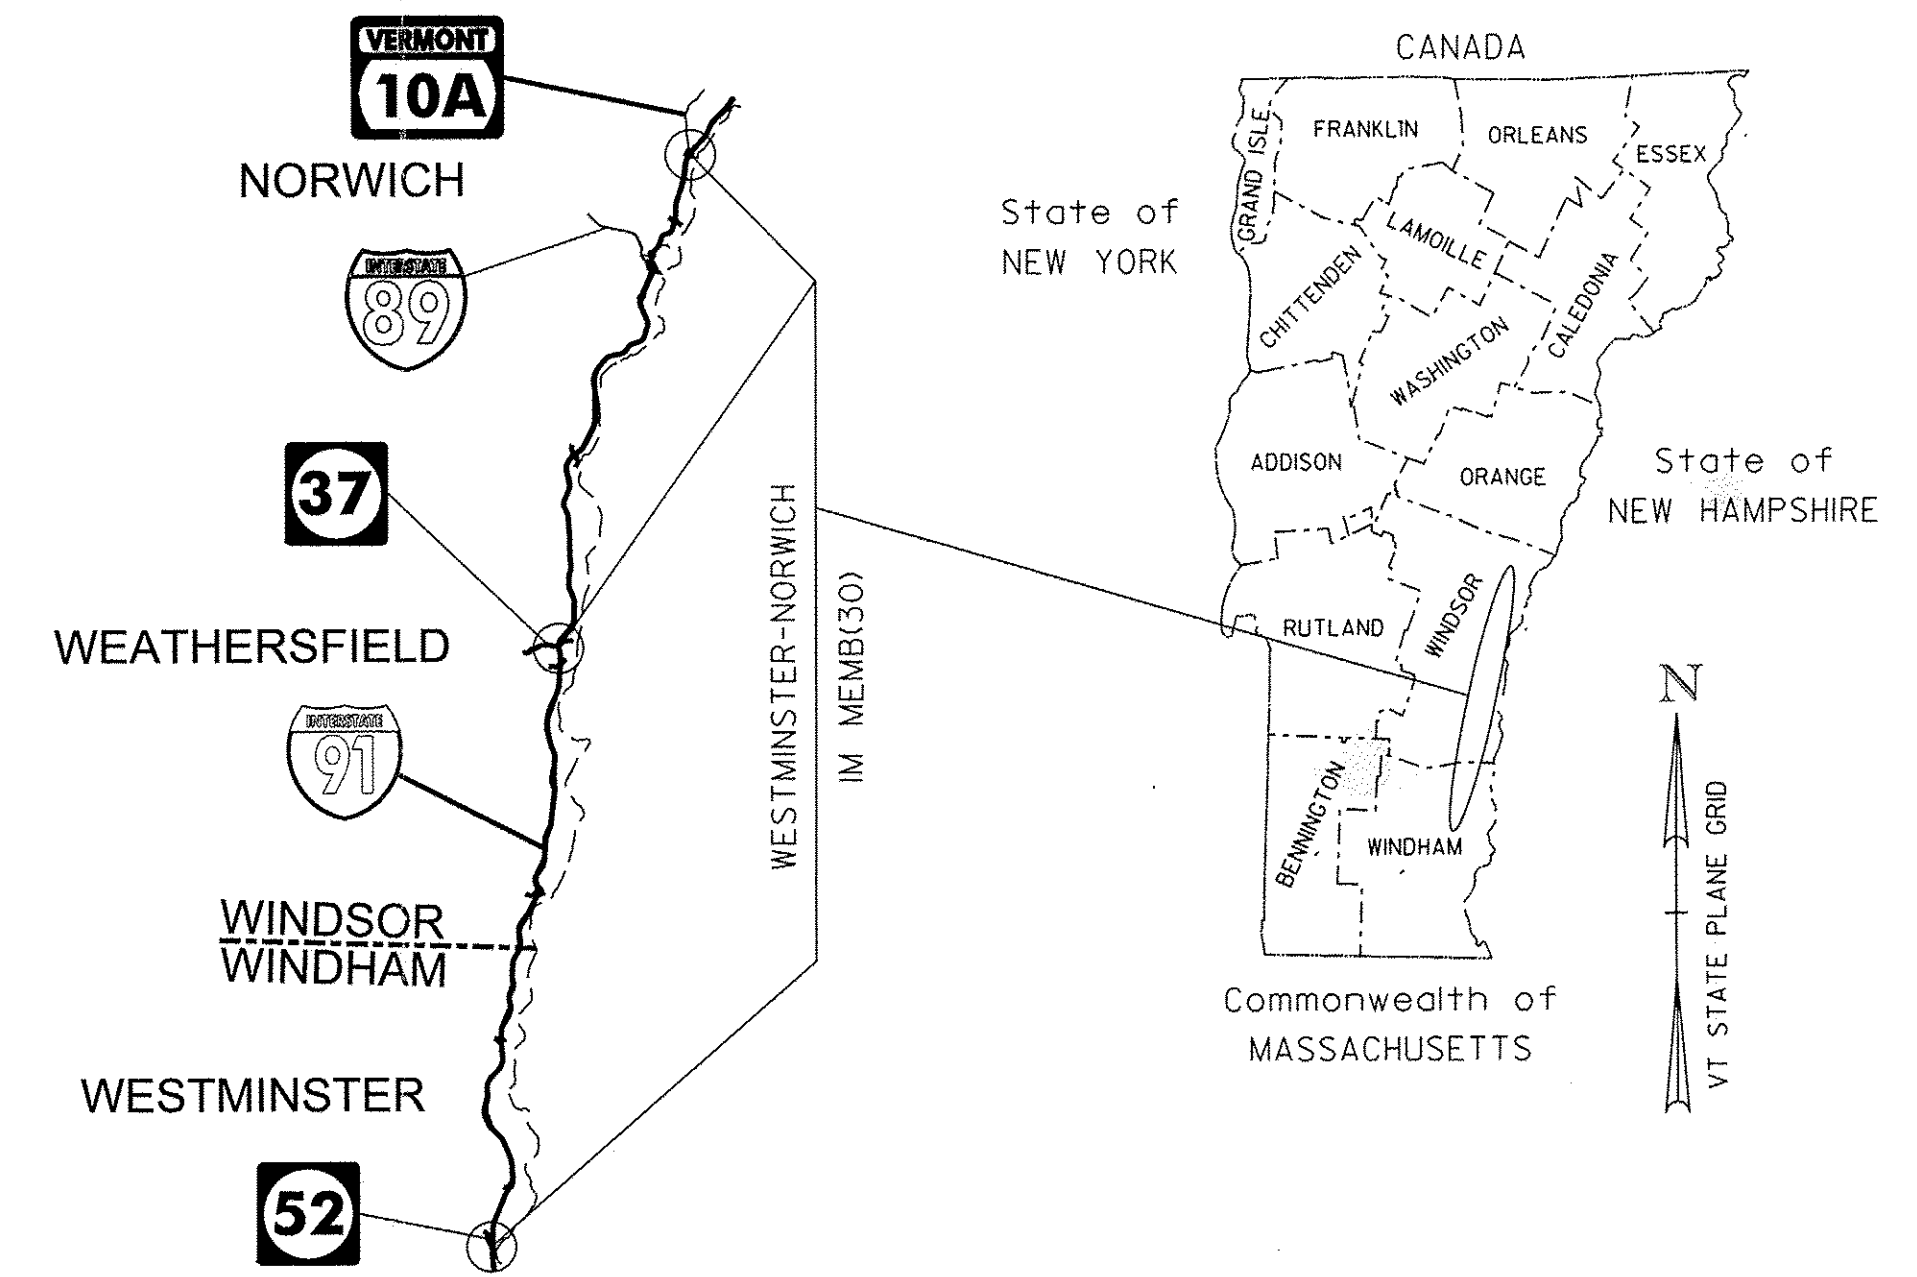 VERMONT
10A
NORWICH
INTERSTATE
89
37
WEATHERSFIELD
INTERSTATE
91
WINDSOR
WINDHAM
WESTMINSTER
52
WESTMINSTER-NORWICH
IM MEMB(30)
CANADA
GRAND ISLE
FRANKLIN
ORLEANS
ESSEX
State of
NEW YORK
LAMOILLE
CHITTENDEN
CALEDONIA
WASHINGTON
ADDISON
ORANGE
State of
NEW HAMPSHIRE
RUTLAND
WINDSOR
BENNINGTON
WINDHAM
Commonwealth of
MASSACHUSETTS
N
VT STATE PLANE GRID